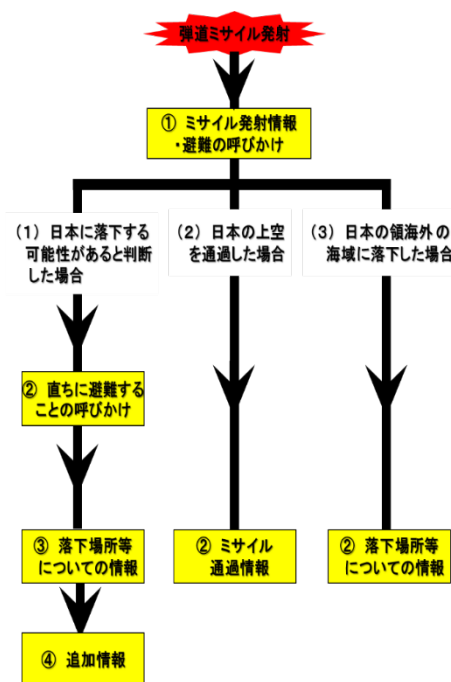 弾道ミサイル発射
① ミサイル発射情報
・避難の呼びかけ
(1) 日本に落下する
可能性があると判断
した場合
(2) 日本の上空
を通過した場合
(3) 日本の領海外の
海域に落下した場合
② 直ちに避難する
ことの呼びかけ
③ 落下場所等
についての情報
② ミサイル
通過情報
② 落下場所等
についての情報
④ 追加情報